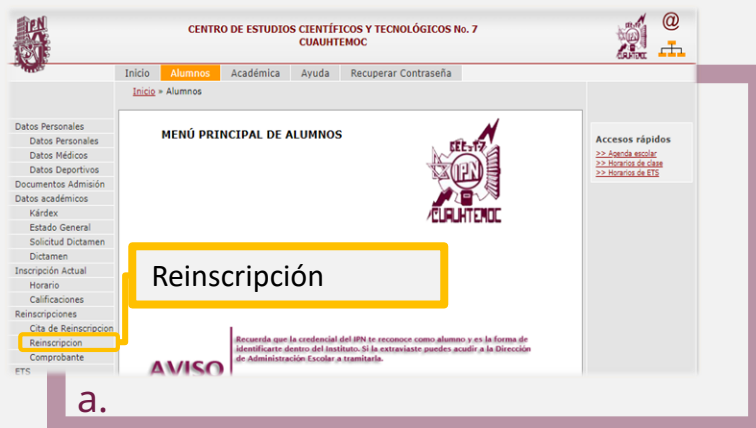 IPN
CENTRO DE ESTUDIOS CIENTÍFICOS Y TECNOLÓGICOS No. 7
CUAUHTEMOC
@
Inicio Alumnos Académica Ayuda Recuperar Contraseña
Inicio » Alumnos
Datos Personales
Datos Personales
Datos Médicos
Datos Deportivos
Documentos Admisión
Datos académicos
Kárdex
Estado General
Solicitud Dictamen
Dictamen
Inscripción Actual
Horario
Calificaciones
Reinscripciones
Cita de Reinscripcion
Reinscripcion
Comprobante
ETS
MENÚ PRINCIPAL DE ALUMNOS
IPN
CUAUHTEMOC
Accesos rápidos
>> Agenda escolar
>> Horarios de clase
>> Horarios de ETS
Reinscripción
AVISO
Recuerda que la credencial del IPN te reconoce como alumno y es la forma de
identificarte dentro del Instituto. Si la extraviaste puedes acudir a la Dirección
de Administración Escolar a tramitarla.
a.